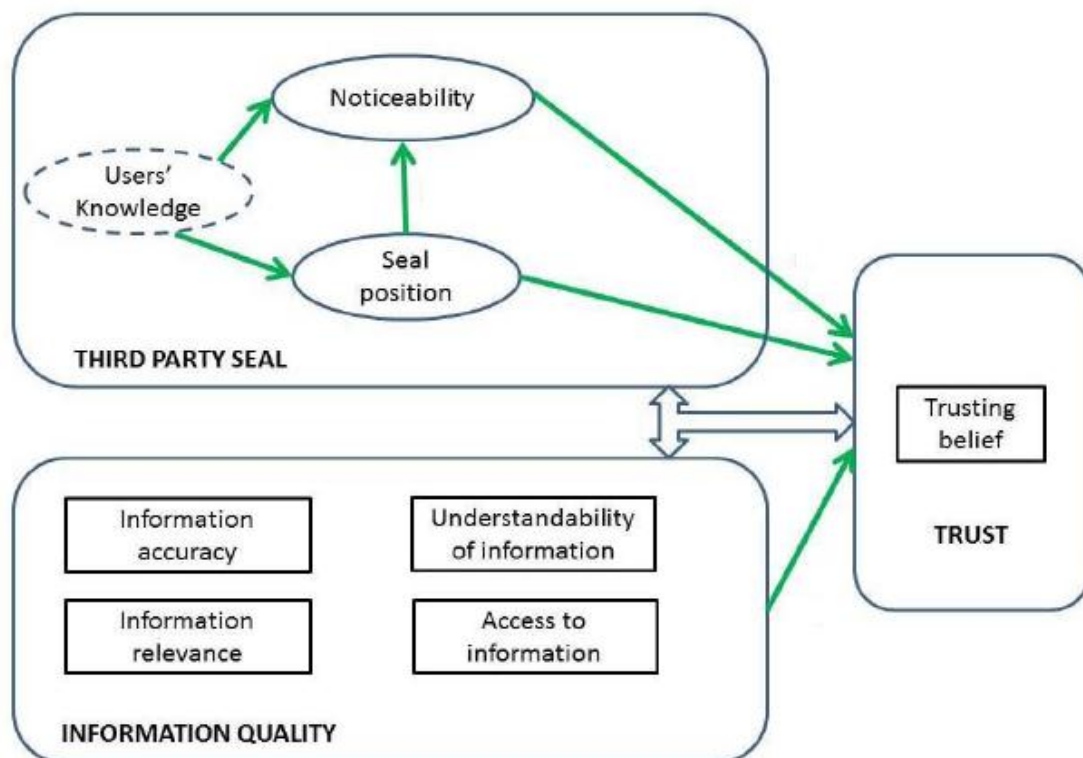 Noticeability
Users'
Knowledge
Seal
position
THIRD PARTY SEAL
Trusting
belief
TRUST
Information
accuracy
Understandability
of information
Information
relevance
Access to
information
INFORMATION QUALITY